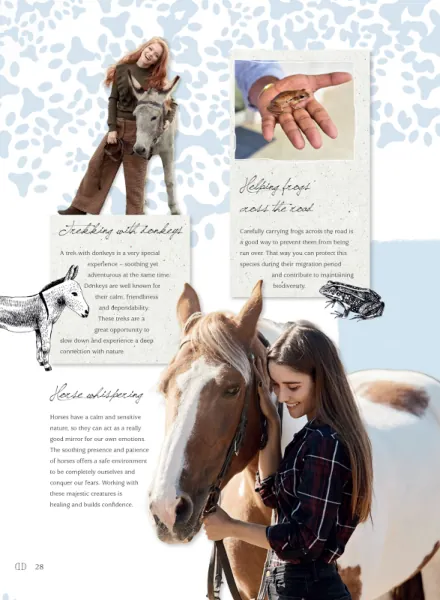 Trekking with donkeys
A trek with donkeys is a very special
experience – soothing yet
adventurous at the same time.
Donkeys are well known for
their calm, friendliness
and dependability.
These treks are a
great opportunity to
slow down and experience a deep
connection with nature
Helping frogs
cross the road
Carefully carrying frogs across the road is
a good way to prevent them from being
run over. That way you can protect this
species during their migration period
and contribute to maintaining
biodiversity.
Horse whispering
Horses have a calm and sensitive
nature, so they can act as a really
good mirror for our own emotions.
The soothing presence and patience
of horses offers a safe environment
to be completely ourselves and
conquer our fears. Working with
these majestic creatures is
healing and builds confidence.
28